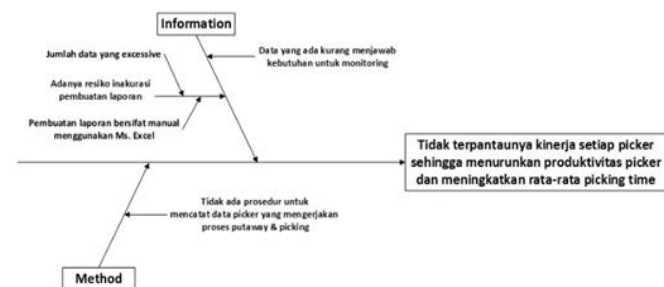 Information
Jumlah data yang excessive
Data yang ada kurang menjawab
kebutuhan untuk monitoring
Adanya resiko inakurasi
pembuatan laporan
Pembuatan laporan bersifat manual
menggunakan Ms. Excel
Tidak terpantaunya kinerja setiap picker
sehingga menurunkan produktivitas picker
dan meningkatkan rata-rata picking time
Tidak ada prosedur untuk
mencatat data picker yang mengerjakan
proses putaway & picking
Method